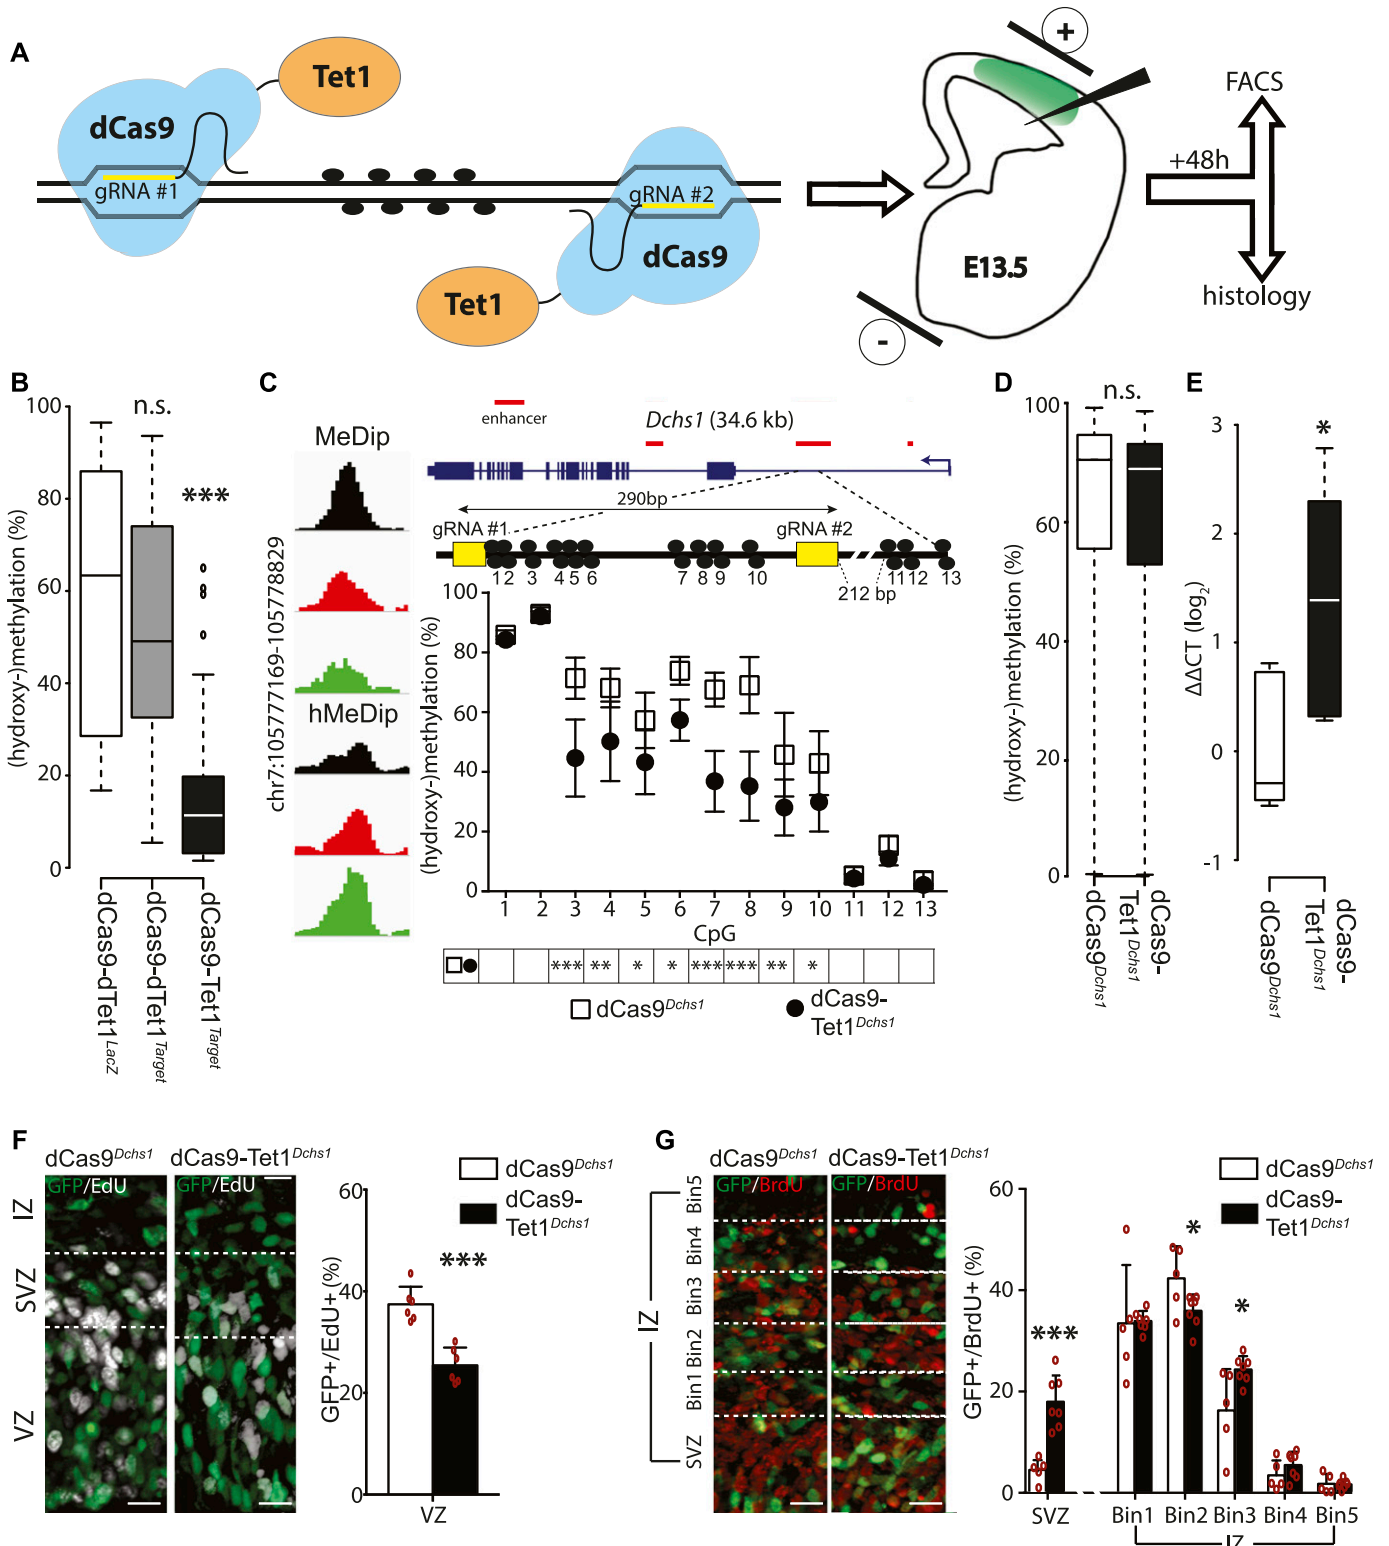 A
Tet1
dCas9
gRNA #1
gRNA #2
dCas9
Tet1
+
-
E13.5
+48h
FACS
histology
B
n.s.
***
(hydroxy-)methylation (%)
100
80
60
40
20
0
dCas9-dTet1LacZ
dCas9-dTet1Target
dCas9-Tet1Target
C
MeDip
hMeDip
chr7:105777169-105778829
enhancer
Dchs1 (34.6 kb)
290bp
gRNA #1
gRNA #2
12 3 4 5 6 7 8 9 10 11 12 13
212 bp
(hydroxy-)methylation (%)
100
80
60
40
20
0
1 2 3 4 5 6 7 8 9 10 11 12 13
CpG
*** ** * * *** *** ** *
dCas9Dchs1
dCas9-
Tet1Dchs1
D
n.s.
(hydroxy-)methylation (%)
100
60
40
20
0
dCas9Dchs1
dCas9-
Tet1Dchs1
E
*
ΔΔCT (log2)
3
2
1
0
-1
dCas9Dchs1
dCas9-
Tet1Dchs1
F
dCas9Dchs1
dCas9-Tet1Dchs1
GFP/EdU
GFP/EdU
IZ
SVZ
VZ
dCas9Dchs1
dCas9-
Tet1Dchs1
***
GFP+/EdU+ (%)
60
40
20
0
VZ
G
dCas9Dchs1
dCas9-Tet1Dchs1
GFP/BrdU
GFP/BrdU
IZ
Bin5
Bin4
Bin3
Bin2
Bin1
SVZ
dCas9Dchs1
dCas9-
Tet1Dchs1
GFP+/BrdU+ (%)
60
40
20
0
***
*
*
SVZ
Bin1 Bin2 Bin3 Bin4 Bin5
IZ